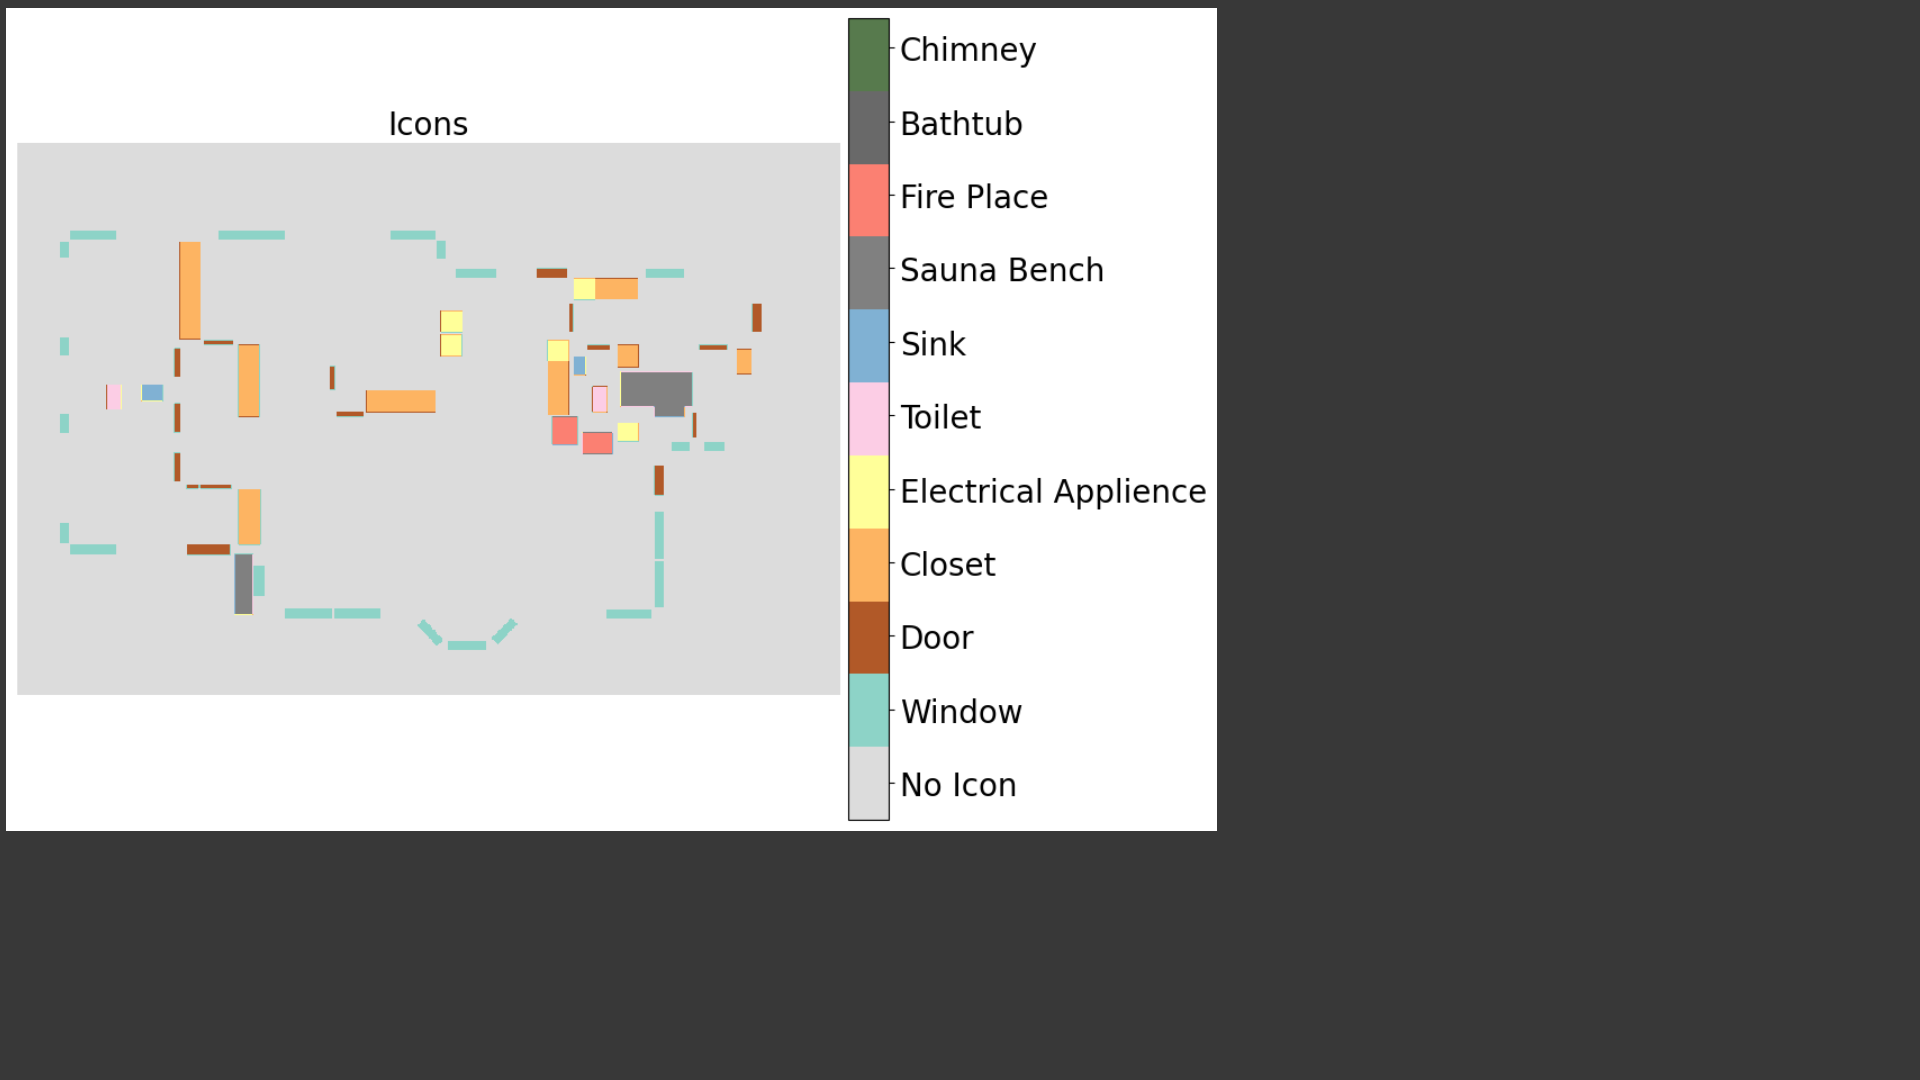 Icons
Chimney
Bathtub
Fire Place
Sauna Bench
Sink
Toilet
Electrical Applience
Closet
Door
Window
No Icon